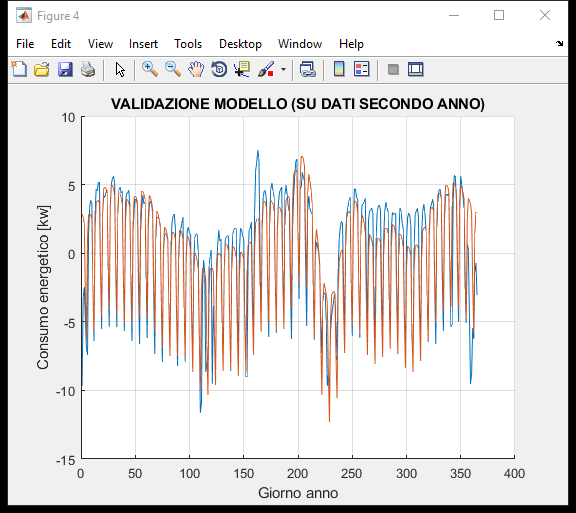 Figure 4
File Edit View Insert Tools Desktop Window Help
VALIDAZIONE MODELLO (SU DATI SECONDO ANNO)
10
5
0
-5
-10
-15
Consumo energetico [kw]
0 50 100 150 200 250 300 350 400
Giorno anno